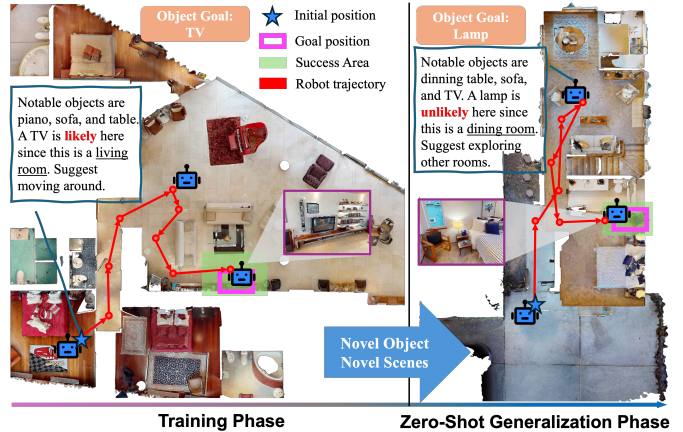 Object Goal:
TV
Initial position
Goal position
Success Area
Robot trajectory
Notable objects are
piano, sofa, and table.
A TV is likely here
since this is a living
room. Suggest
moving around.
Object Goal:
Lamp
Notable objects are
dinning table, sofa,
and TV. A lamp is
unlikely here since
this is a dining room.
Suggest exploring
other rooms.
Novel Object
Novel Scenes
Training Phase
Zero-Shot Generalization Phase